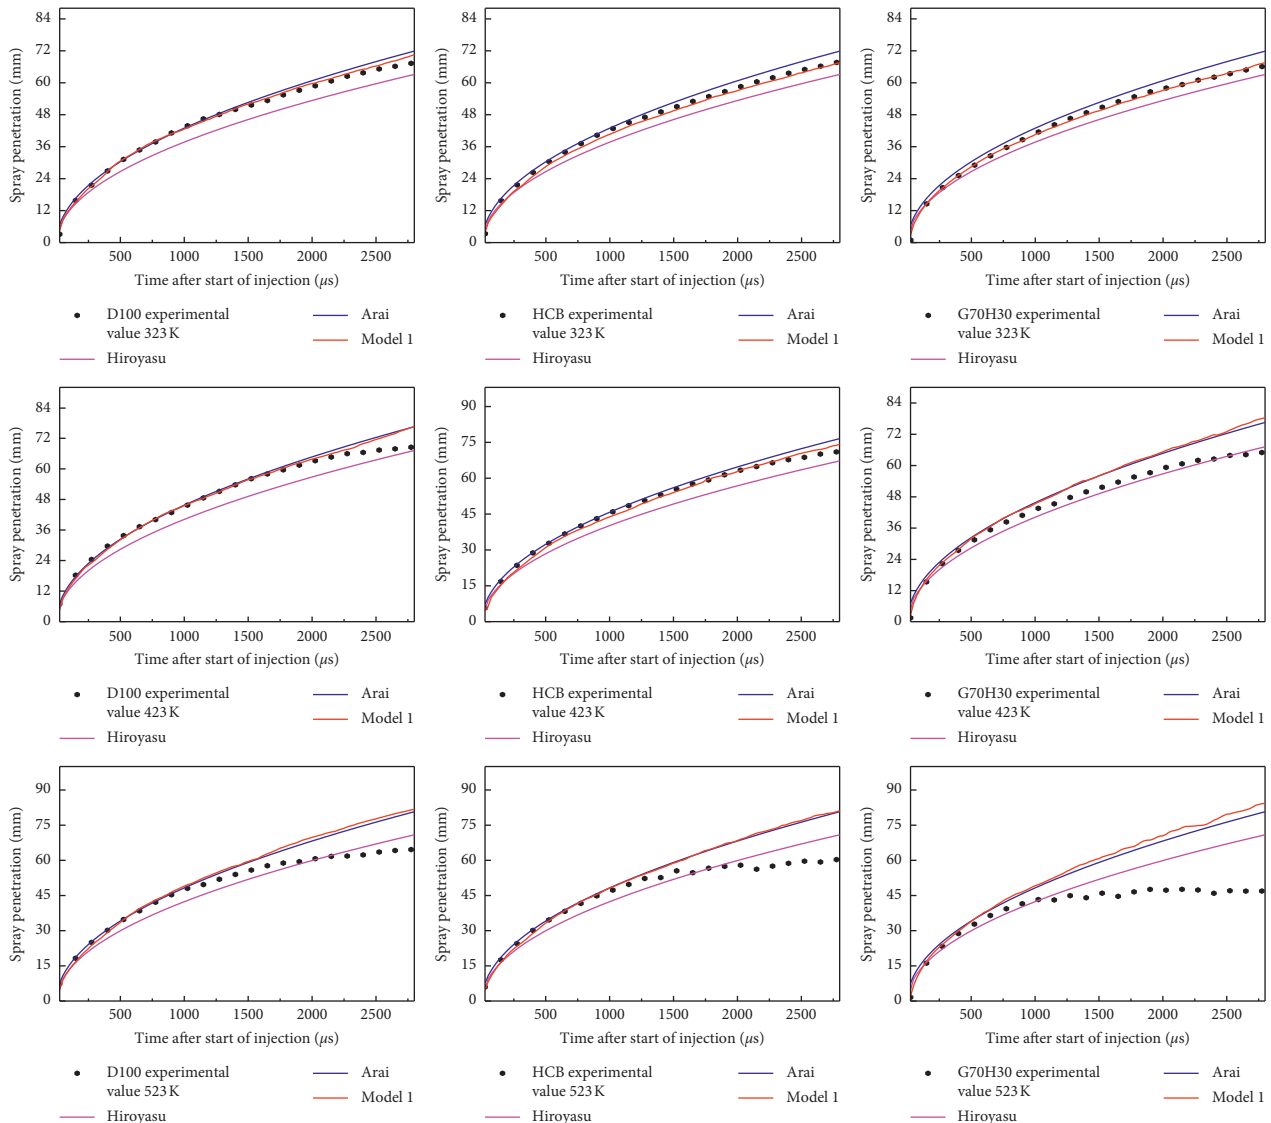 Spray penetration (mm)
84
72
60
48
36
24
12
0
500 1000 1500 2000 2500
Time after start of injection (μs)
D100 experimental
value 323 K
Hiroyasu
Arai
Model 1
Spray penetration (mm)
84
72
60
48
36
24
12
0
500 1000 1500 2000 2500
Time after start of injection (μs)
HCB experimental
value 323 K
Hiroyasu
Arai
Model 1
Spray penetration (mm)
84
72
60
48
36
24
12
0
500 1000 1500 2000 2500
Time after start of injection (μs)
G70H30 experimental
value 323 K
Hiroyasu
Arai
Model 1
Spray penetration (mm)
84
72
60
48
36
24
12
0
500 1000 1500 2000 2500
Time after start of injection (μs)
D100 experimental
value 423 K
Hiroyasu
Arai
Model 1
Spray penetration (mm)
90
75
60
45
30
15
0
500 1000 1500 2000 2500
Time after start of injection (μs)
HCB experimental
value 423 K
Hiroyasu
Arai
Model 1
Spray penetration (mm)
84
72
60
48
36
24
12
0
500 1000 1500 2000 2500
Time after start of injection (μs)
G70H30 experimental
value 423 K
Hiroyasu
Arai
Model 1
Spray penetration (mm)
90
75
60
45
30
15
0
500 1000 1500 2000 2500
Time after start of injection (μs)
D100 experimental
value 523 K
Hiroyasu
Arai
Model 1
Spray penetration (mm)
90
75
60
45
30
15
0
500 1000 1500 2000 2500
Time after start of injection (μs)
HCB experimental
value 523 K
Hiroyasu
Arai
Model 1
Spray penetration (mm)
90
75
60
45
30
15
0
500 1000 1500 2000 2500
Time after start of injection (μs)
G70H30 experimental
value 523 K
Hiroyasu
Arai
Model 1